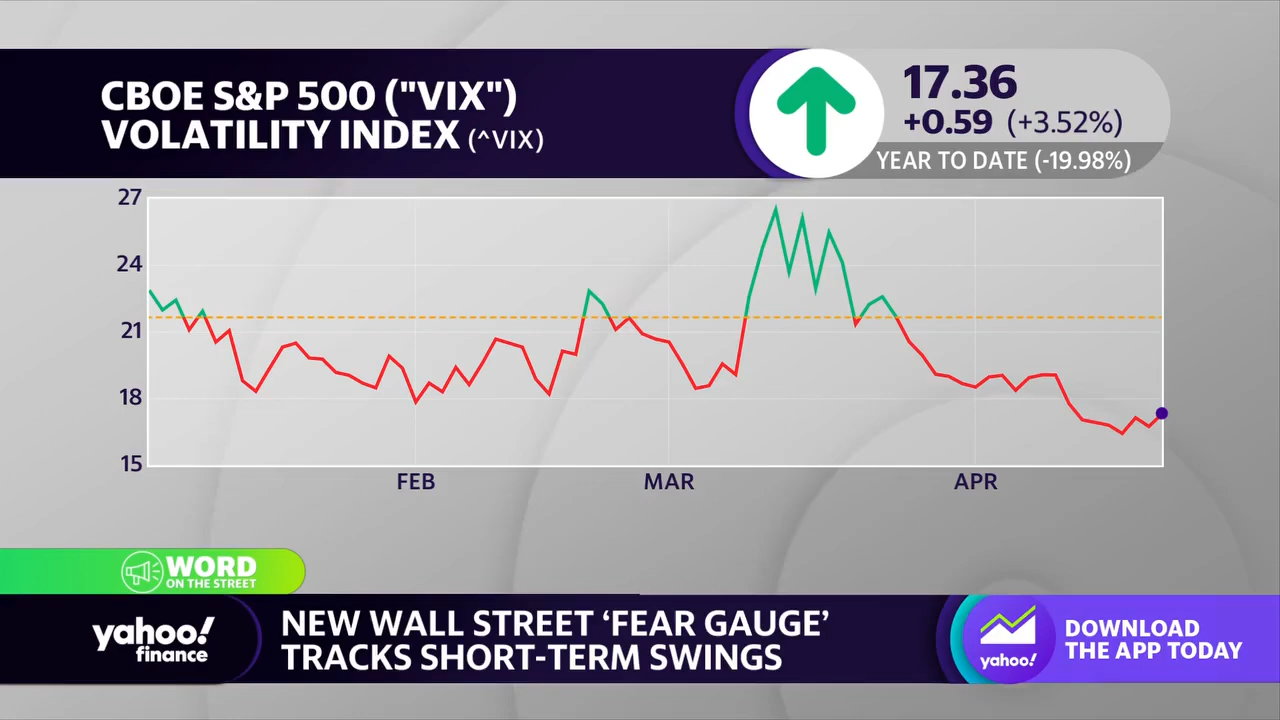 CBOE S&P 500 ("VIX")
VOLATILITY INDEX (^VIX)
17.36
+0.59 (+3.52%)
YEAR TO DATE (-19.98%)
27
24
21
18
15
FEB MAR APR
WORD
ON THE STREET
yahoo!
finance
NEW WALL STREET ‘FEAR GAUGE’
TRACKS SHORT-TERM SWINGS
yahoo!
DOWNLOAD
THE APP TODAY